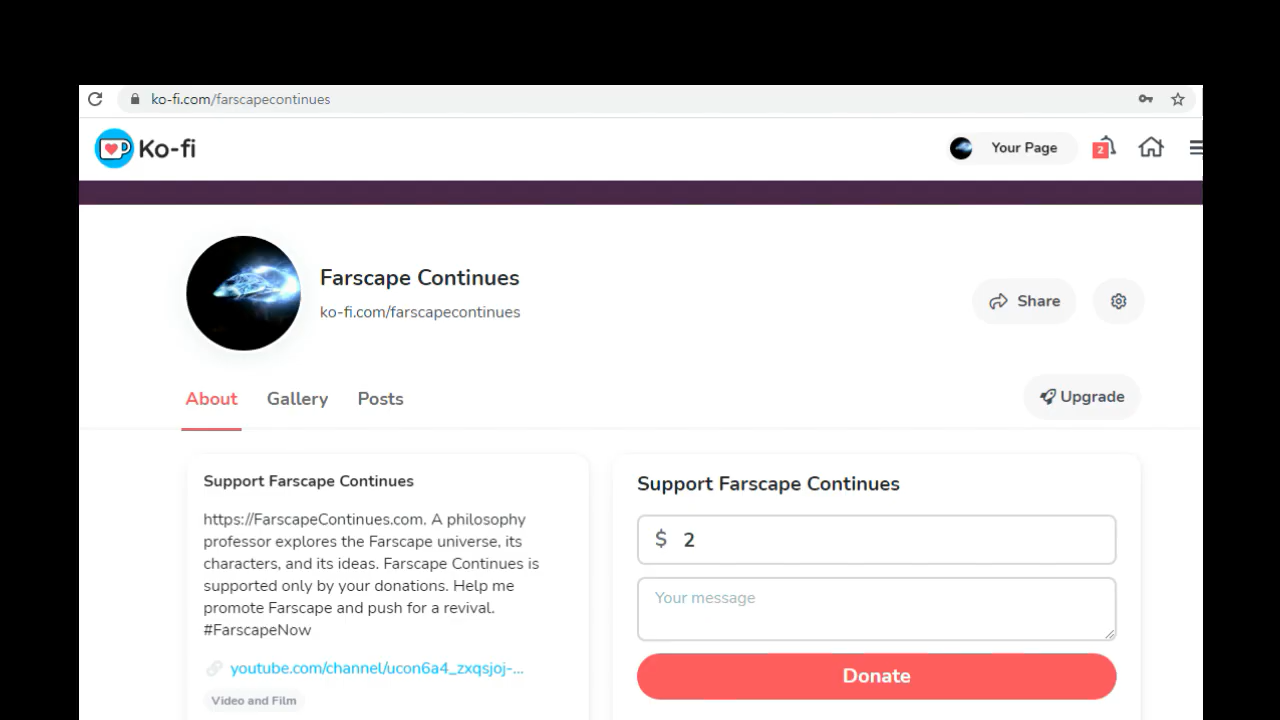 ko-fi.com/farscapecontinues
Ko-fi
Your Page
2
Farscape Continues
ko-fi.com/farscapecontinues
Share
About Gallery Posts
Upgrade
Support Farscape Continues
https://FarscapeContinues.com. A philosophy
professor explores the Farscape universe, its
characters, and its ideas. Farscape Continues is
supported only by your donations. Help me
promote Farscape and push for a revival.
#FarscapeNow
youtube.com/channel/ucon6a4_zxqsjoj-...
Video and Film
Support Farscape Continues
$ 2
Your message
Donate